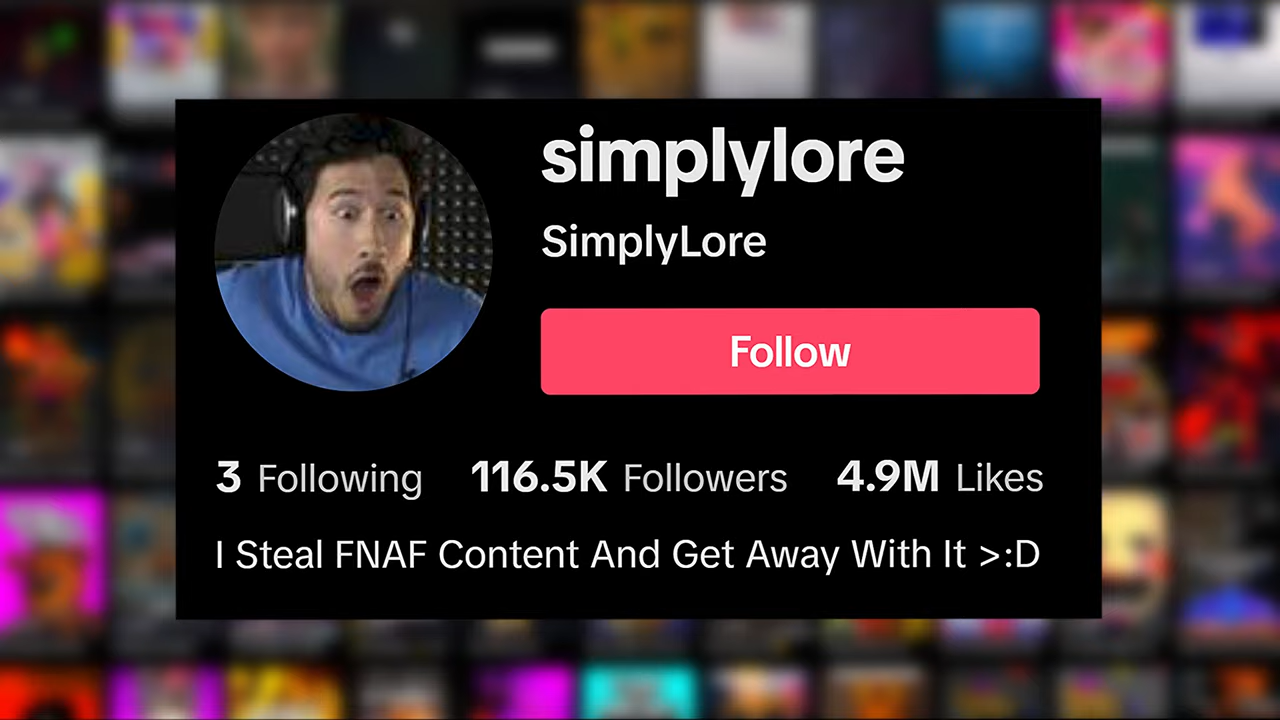 simplylore
SimplyLore
Follow
3 Following 116.5K Followers 4.9M Likes
I Steal FNAF Content And Get Away With It >:D